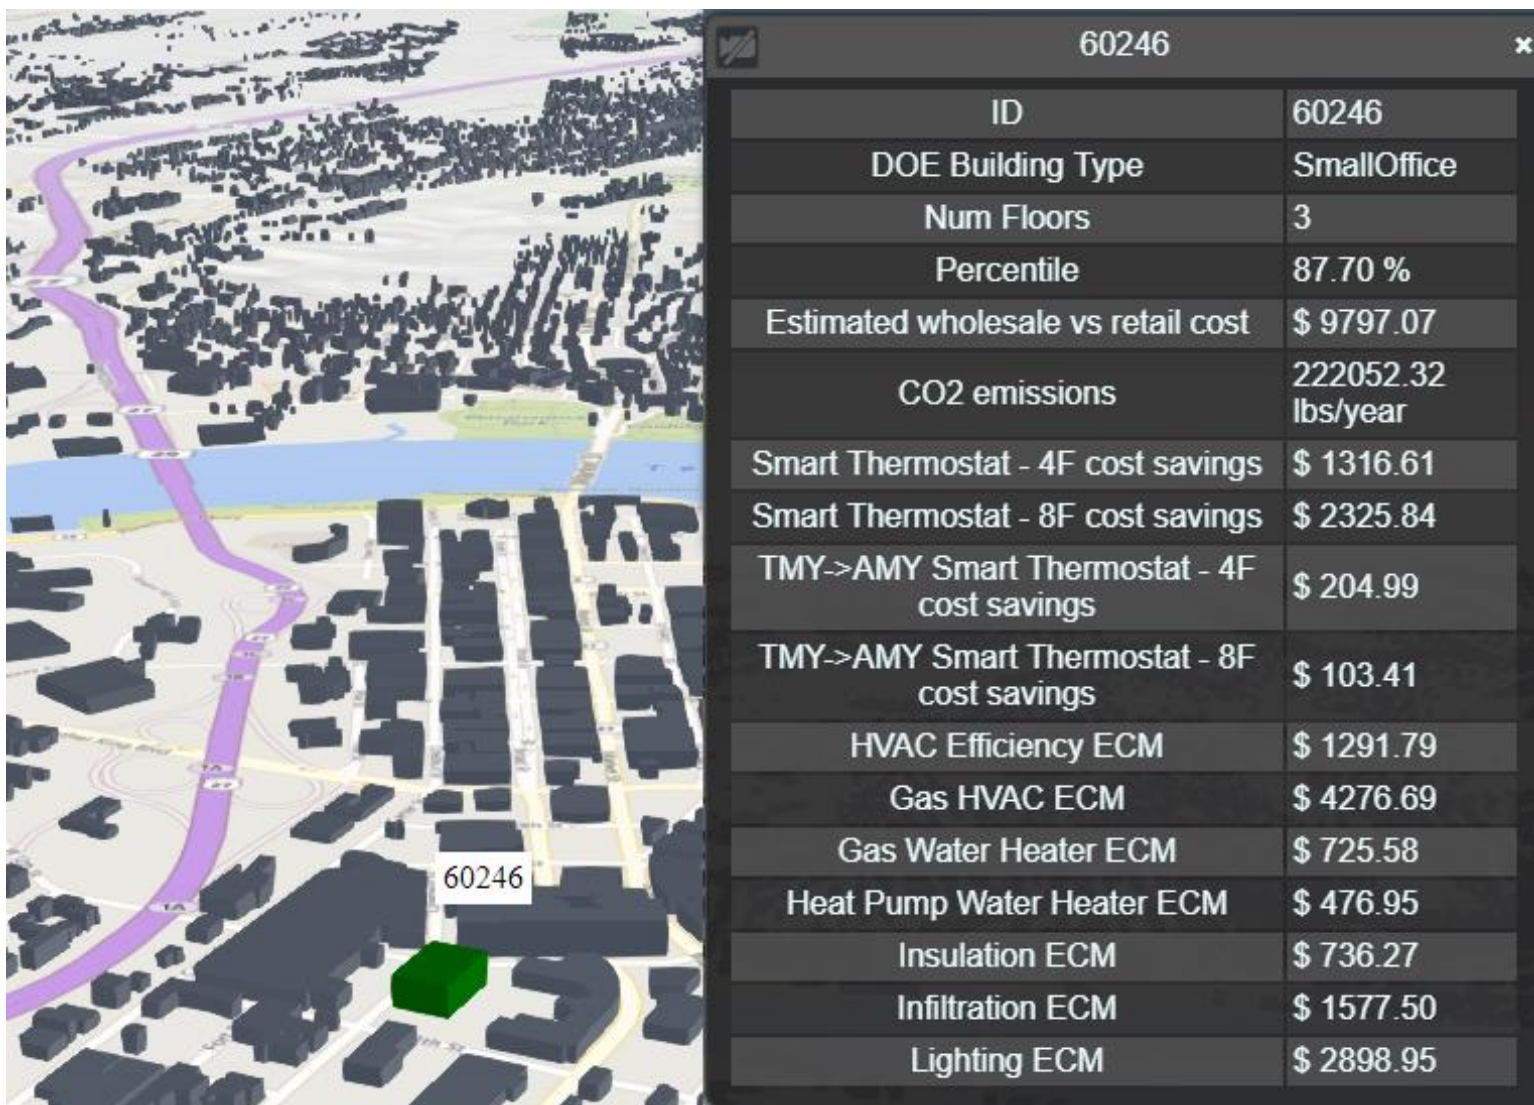 60246
ID 60246
DOE Building Type SmallOffice
Num Floors 3
Percentile 87.70 %
Estimated wholesale vs retail cost $ 9797.07
CO2 emissions 222052.32
lbs/year
Smart Thermostat - 4F cost savings $ 1316.61
Smart Thermostat - 8F cost savings $ 2325.84
TMY->AMY Smart Thermostat - 4F
cost savings $ 204.99
TMY->AMY Smart Thermostat - 8F
cost savings $ 103.41
HVAC Efficiency ECM $ 1291.79
Gas HVAC ECM $ 4276.69
Gas Water Heater ECM $ 725.58
Heat Pump Water Heater ECM $ 476.95
Insulation ECM $ 736.27
Infiltration ECM $ 1577.50
Lighting ECM $ 2898.95
27
27
1A
60246
1A